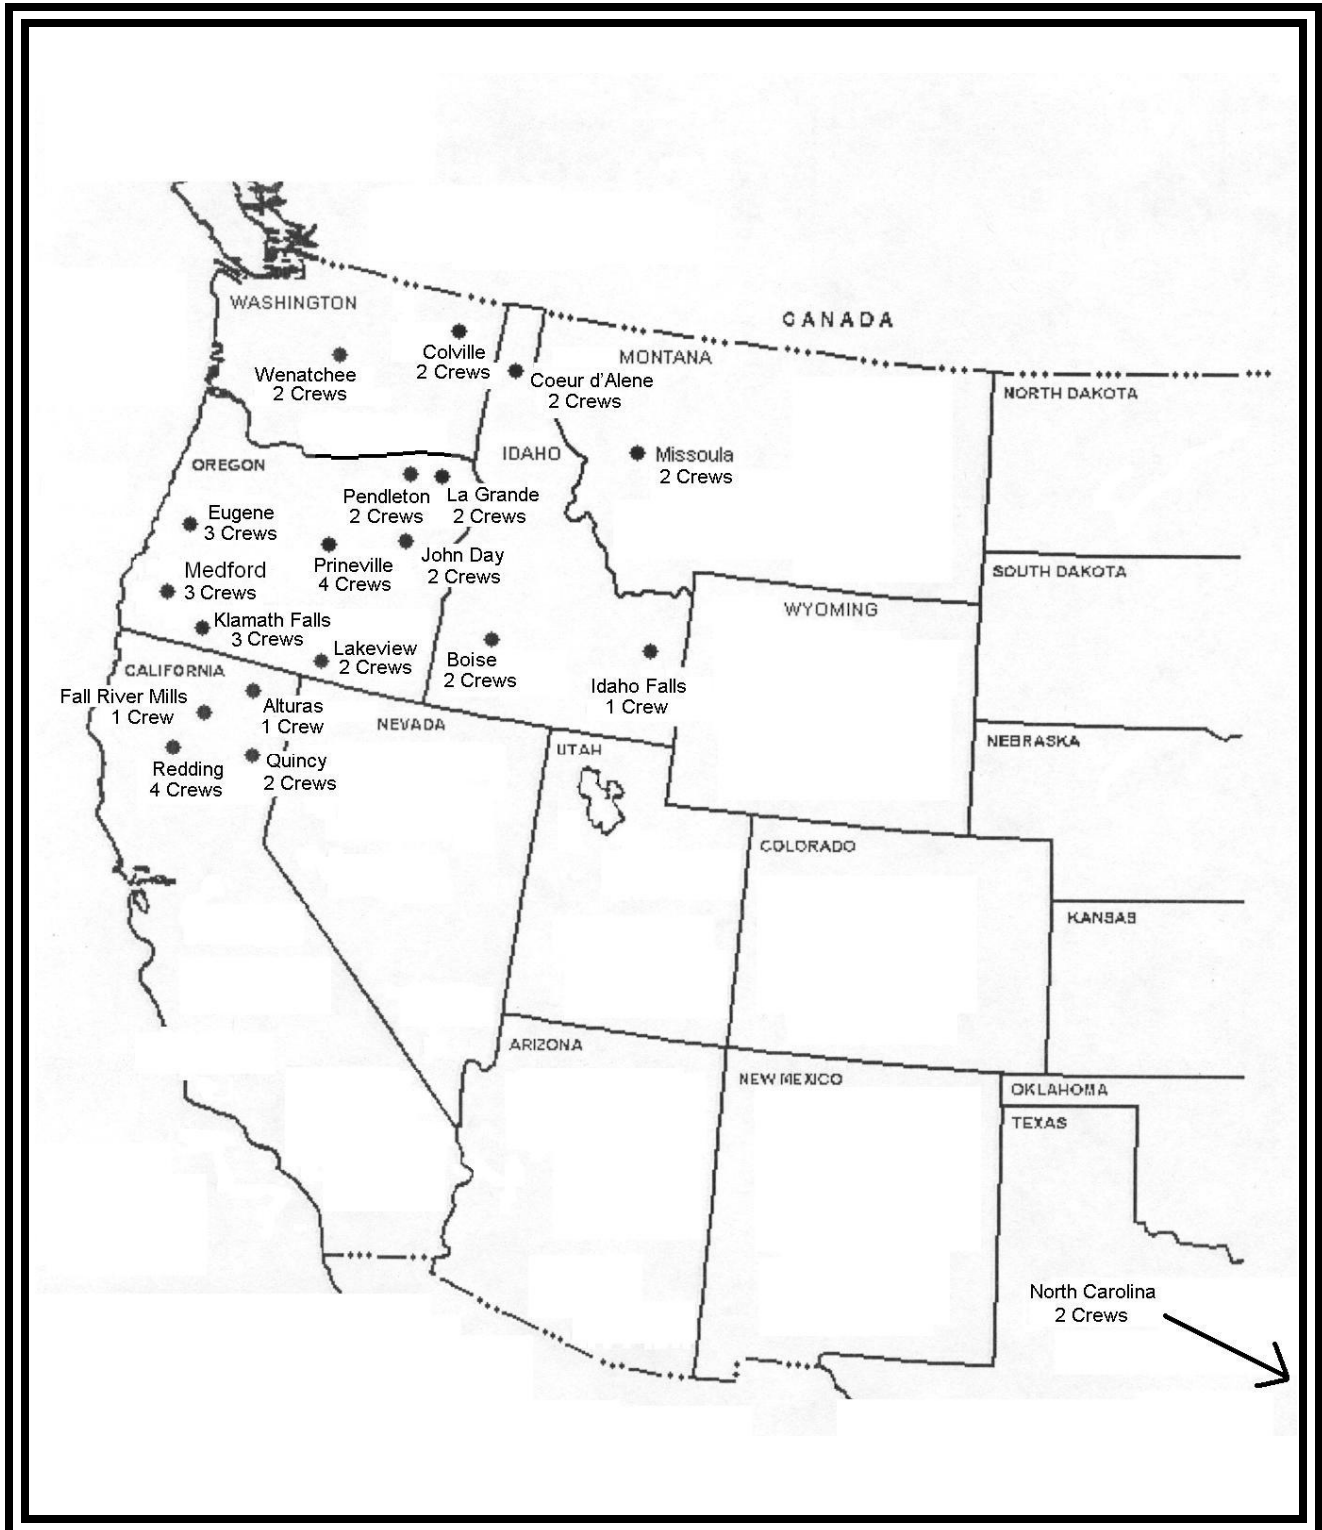 WASHINGTON
CANADA
Colville
2 Crews
MONTANA
Wenatchee
2 Crews
Coeur d'Alene
2 Crews
NORTH DAKOTA
OREGON
IDAHO
Missoula
2 Crews
Pendleton
2 Crews
La Grande
2 Crews
Eugene
3 Crews
Prineville
4 Crews
John Day
2 Crews
Medford
3 Crews
SOUTH DAKOTA
WYOMING
Klamath Falls
3 Crews
Lakeview
2 Crews
Boise
2 Crews
Idaho Falls
1 Crew
CALIFORNIA
Fall River Mills
1 Crew
Alturas
1 Crew
NEVADA
UTAH
NEBRASKA
Redding
4 Crews
Quincy
2 Crews
COLORADO
KANSAS
ARIZONA
NEW MEXICO
OKLAHOMA
TEXAS
North Carolina
2 Crews